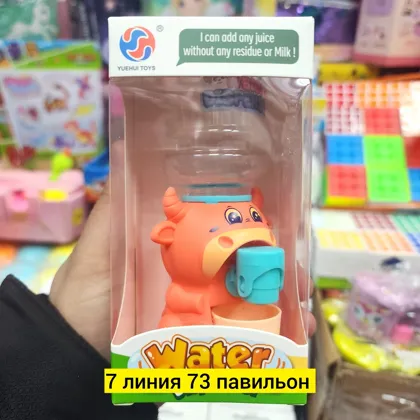 YUEHUI TOYS
®
I can add any juice
without any residue or Milk !
Water
7 линия 73 павильон